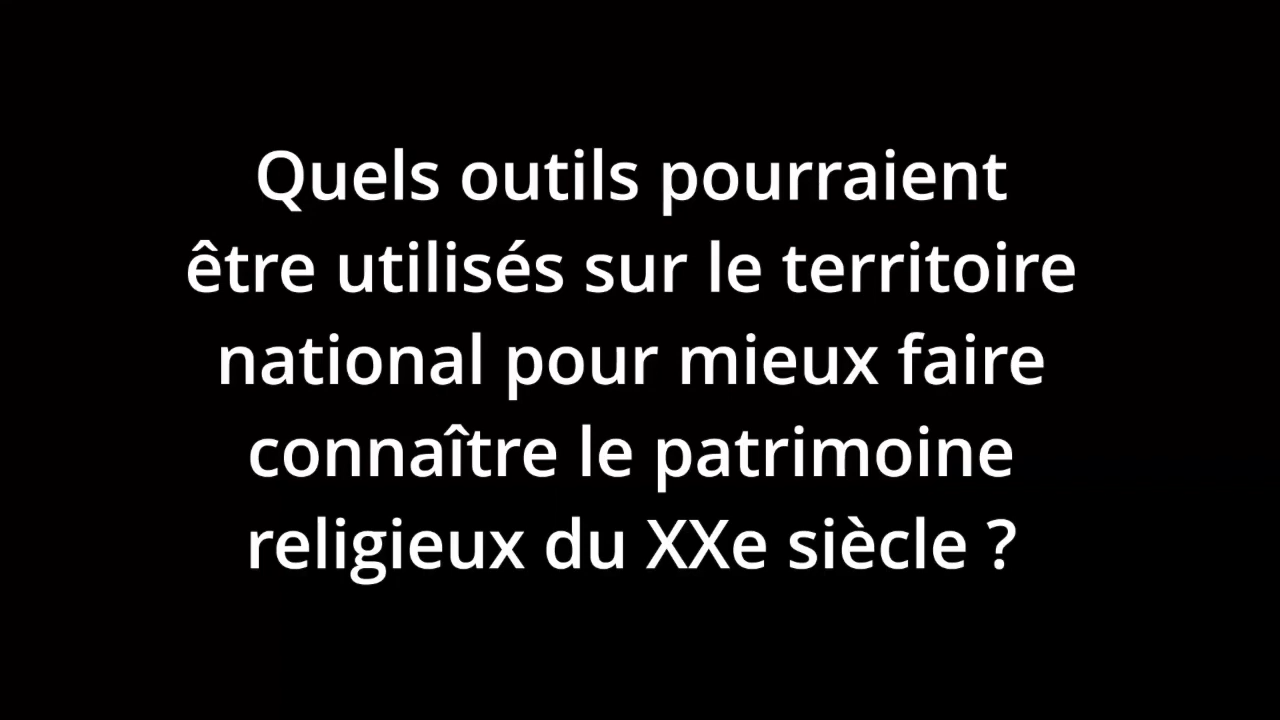 Quels outils pourraient
être utilisés sur le territoire
national pour mieux faire
connaître le patrimoine
religieux du XXe siècle ?